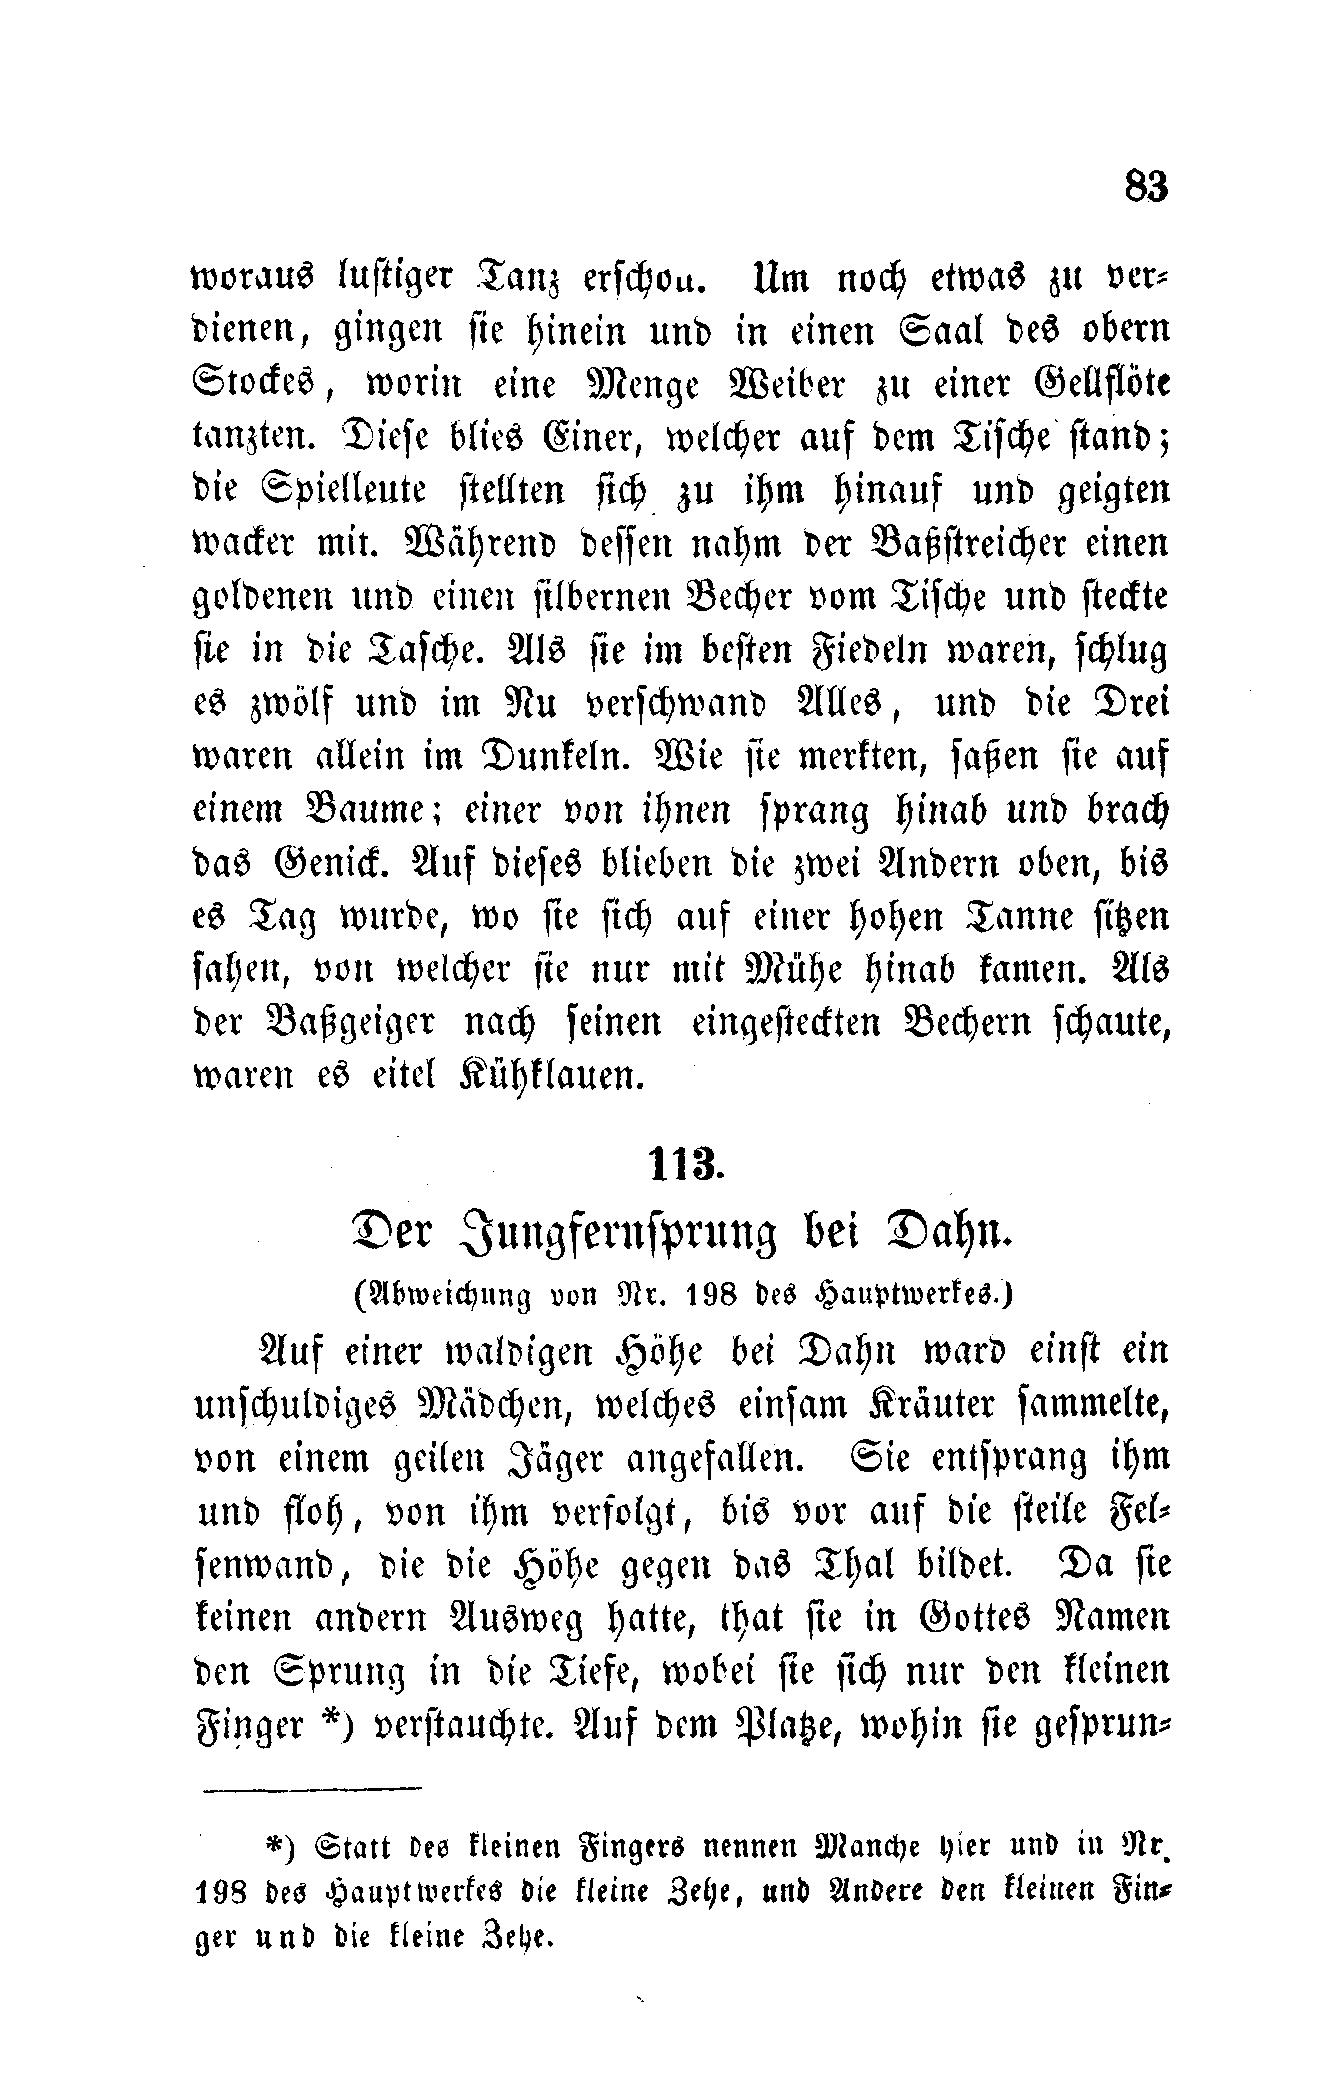 83
woraus lustiger Tanz erschou. Um noch etwas zu ver-
dienen, gingen sie hinein und in einen Saal des obern
Stockes, worin eine Menge Weiber zu einer Gellflöte
tanzten. Diese blies Einer, welcher auf dem Tische stand;
die Spielleute stellten sich zu ihm hinauf und geigten
wacker mit. Während dessen nahm der Baßstreicher einen
goldenen und einen silbernen Becher vom Tische und steckte
sie in die Tasche. Als sie im besten Fiedeln waren, schlug
es zwölf und im Nu verschwand Alles, und die Drei
waren allein im Dunkeln. Wie sie merkten, saßen sie auf
einem Baume; einer von ihnen sprang hinab und brach
das Genick. Auf dieses blieben die zwei Andern oben, bis
es Tag wurde, wo sie sich auf einer hohen Tanne sitzen
sahen, von welcher sie nur mit Mühe hinab kamen. Als
der Baßgeiger nach seinen eingesteckten Bechern schaute,
waren es eitel Kühklauen.
113.
Der Jungfernsprung bei Dahn.
(Abweichung von Nr. 198 des Hauptwerkes.)
Auf einer waldigen Höhe bei Dahn ward einst ein
unschuldiges Mädchen, welches einsam Kräuter sammelte,
von einem geilen Jäger angefallen. Sie entsprang ihm
und floh, von ihm verfolgt, bis vor auf die steile Fel-
senwand, die die Höhe gegen das Thal bildet. Da sie
keinen andern Ausweg hatte, that sie in Gottes Namen
den Sprung in die Tiefe, wobei sie sich nur den kleinen
Finger *) verstauchte. Auf dem Platze, wohin sie gesprun-
*) Statt des kleinen Fingers nennen Manche hier und in Nr.
198 des Hauptwerkes die kleine Zehe, und Andere den kleinen Fin-
ger und die kleine Zehe.